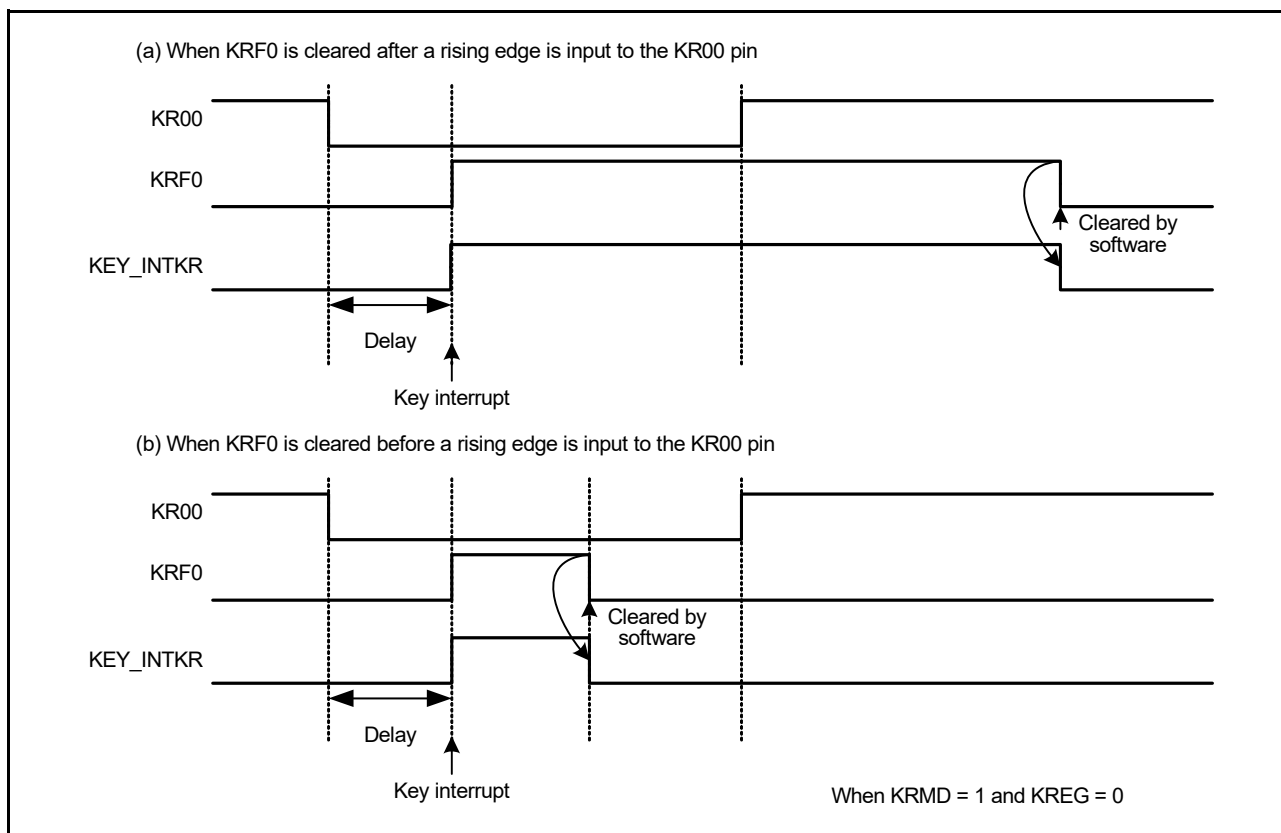 (a) When KRF0 is cleared after a rising edge is input to the KR00 pin
KR00
KRF0
Cleared by
software
KEY_INTKR
Delay
Key interrupt
(b) When KRF0 is cleared before a rising edge is input to the KR00 pin
KR00
KRF0
Cleared by
software
KEY_INTKR
Delay
Key interrupt
When KRMD = 1 and KREG = 0